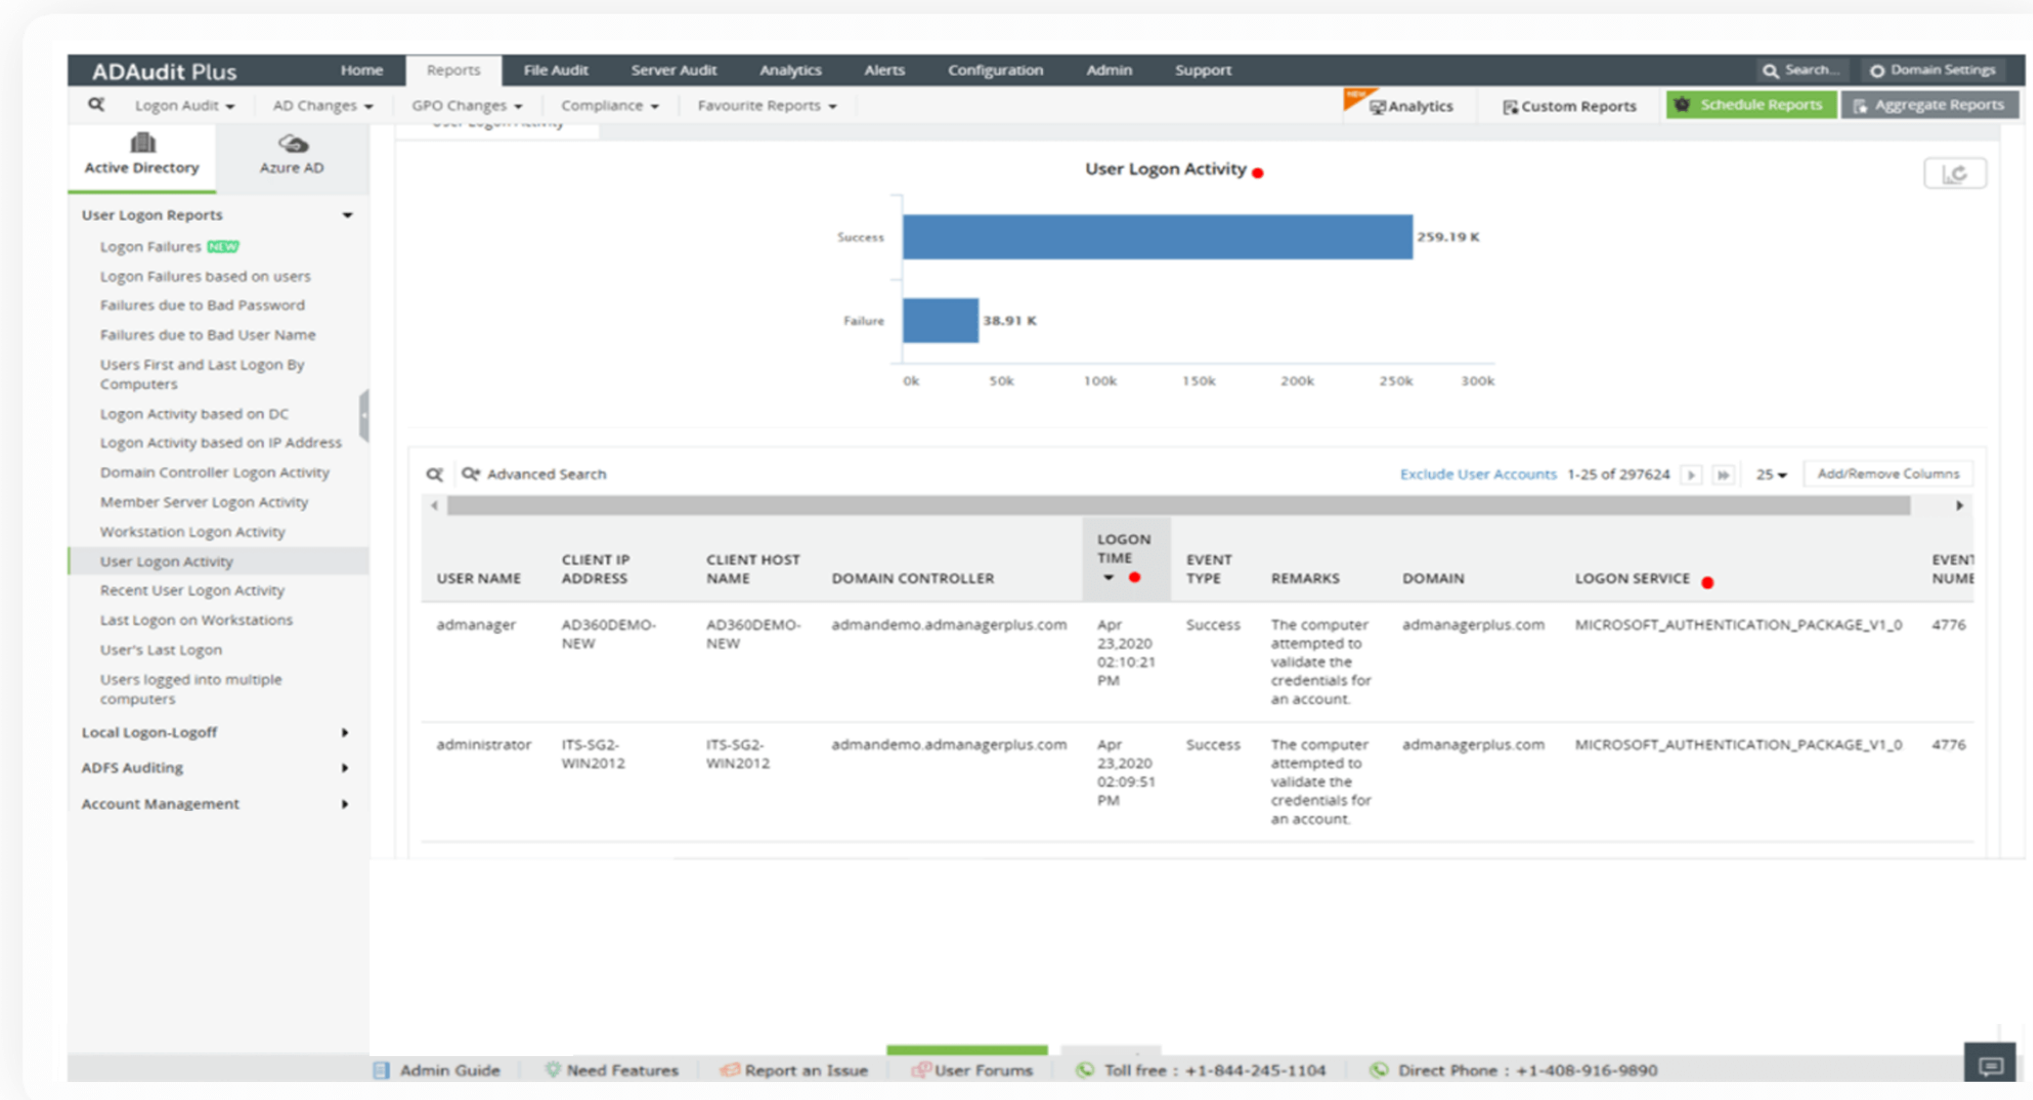 ADAudit Plus
Home Reports File Audit Server Audit Analytics Alerts Configuration Admin Support
Search... Domain Settings
Logon Audit AD Changes GPO Changes Compliance Favourite Reports
NEW Analytics Custom Reports Schedule Reports Aggregate Reports
Active Directory Azure AD
User Logon Reports
Logon Failures NEW
Logon Failures based on users
Failures due to Bad Password
Failures due to Bad User Name
Users First and Last Logon By
Computers
Logon Activity based on DC
Logon Activity based on IP Address
Domain Controller Logon Activity
Member Server Logon Activity
Workstation Logon Activity
User Logon Activity
Recent User Logon Activity
Last Logon on Workstations
User's Last Logon
Users logged into multiple
computers
Local Logon-Logoff
ADFS Auditing
Account Management
User Logon Activity
User Logon Activity
Success 259.19 K
Failure 38.91 K
0k 50k 100k 150k 200k 250k 300k
Advanced Search
Exclude User Accounts 1-25 of 297624 25 Add/Remove Columns
USER NAME
CLIENT IP
ADDRESS
CLIENT HOST
NAME
DOMAIN CONTROLLER
LOGON
TIME
EVENT
TYPE
REMARKS
DOMAIN
LOGON SERVICE
EVENT
NUME
admanager
AD360DEMO-
NEW
AD360DEMO-
NEW
admandemo.admanagerplus.com
Apr
23,2020
02:10:21
PM
Success
The computer
attempted to
validate the
credentials for
an account.
admanagerplus.com
MICROSOFT_AUTHENTICATION_PACKAGE_V1_0
4776
administrator
ITS-SG2-
WIN2012
ITS-SG2-
WIN2012
admandemo.admanagerplus.com
Apr
23,2020
02:09:51
PM
Success
The computer
attempted to
validate the
credentials for
an account.
admanagerplus.com
MICROSOFT_AUTHENTICATION_PACKAGE_V1_0
4776
Admin Guide Need Features Report an Issue User Forums Toll free : +1-844-245-1104 Direct Phone : +1-408-916-9890